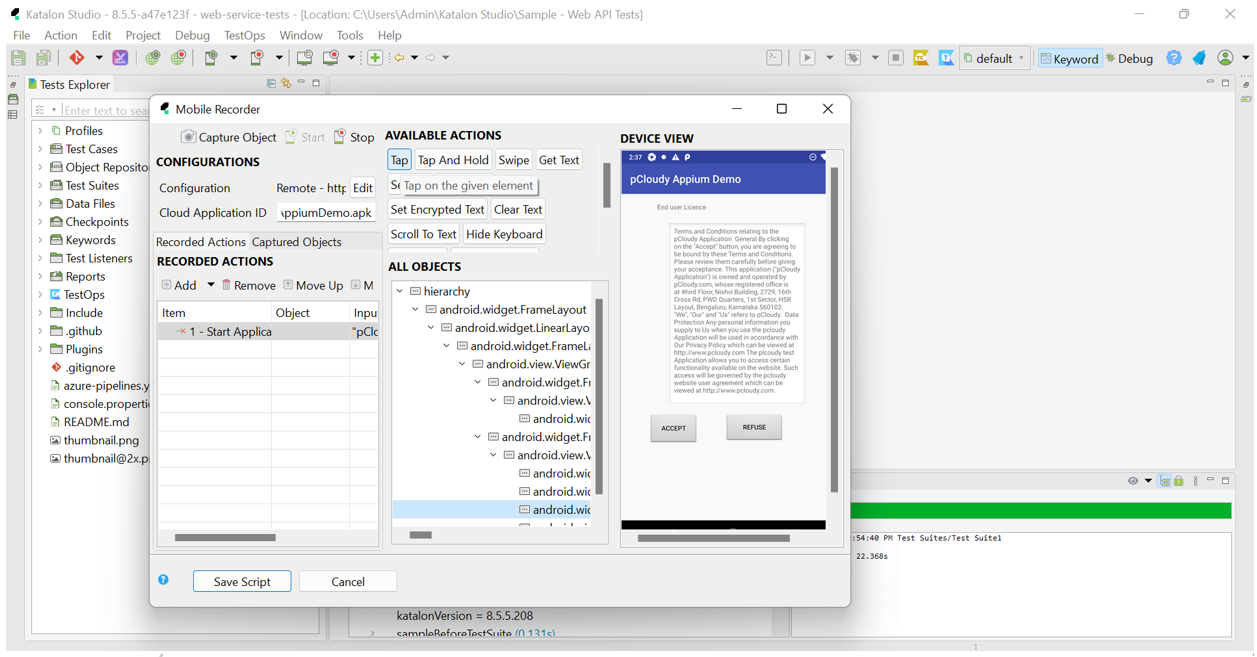 Katalon Studio - 8.5.5-a47e123f - web-service-tests - [Location: C:\Users\Admin\Katalon Studio\Sample - Web API Tests]
File Action Edit Project Debug TestOps Window Tools Help
default Keyword Debug
Tests Explorer
Enter text to sea
Profiles
Test Cases
Object Reposito
Test Suites
Data Files
Checkpoints
Keywords
Test Listeners
Reports
TestOps
Include
.github
Plugins
.gitignore
azure-pipelines.y
console.properti
README.md
thumbnail.png
thumbnail@2x.p
Mobile Recorder
Capture Object Start Stop
CONFIGURATIONS
Configuration Remote - http Edit
Cloud Application ID \ppiumDemo.apk
Recorded Actions Captured Objects
RECORDED ACTIONS
Add Remove Move Up M
Item Object Inpu
1 - Start Applica "pClo
AVAILABLE ACTIONS
Tap Tap And Hold Swipe Get Text
Se Tap on the given element
Set Encrypted Text Clear Text
Scroll To Text Hide Keyboard
ALL OBJECTS
hierarchy
android.widget.FrameLayout
android.widget.LinearLayo
android.widget.FrameLa
android.view.ViewGr
android.widget.Fr
android.view.V
android.wid
android.widget.Fr
android.view.V
android.wid
android.wid
android.wid
DEVICE VIEW
2:37
pCloudy Appium Demo
End user Licence
Terms and Conditions relating to the
pCloudy Application General By clicking
on the "Accept" button, you are agreeing to
be bound by these Terms and Conditions.
Please review them carefully before giving
your acceptance. This application ("pCloudy
Application") is owned and operated by
pCloudy.com, whose registered office is
at #third Floor, Nishvi Building, 2729, 16th
Cross Rd, PWD Quarters, 1st Sector, HSR
Layout, Bengaluru, Karnataka 560102.
"We", "Our" and "Us" refers to pCloudy. Data
Protection Any personal information you
supply to Us when you use the pcloudy
Application will be used in accordance with
Our Privacy Policy which can be viewed at
http://www.pcloudy.com The plcoudy test
Application allows you to access certain
functionality available on the website. Such
access will be governed by the pcloudy
website user agreement which can be
viewed at http://www.pcloudy.com.
ACCEPT REFUSE
Save Script Cancel
:54:40 PM Test Suites/Test Suite1
22.368s
katalonVersion = 8.5.5.208
sampleBeforeTestSuite (0.131s)